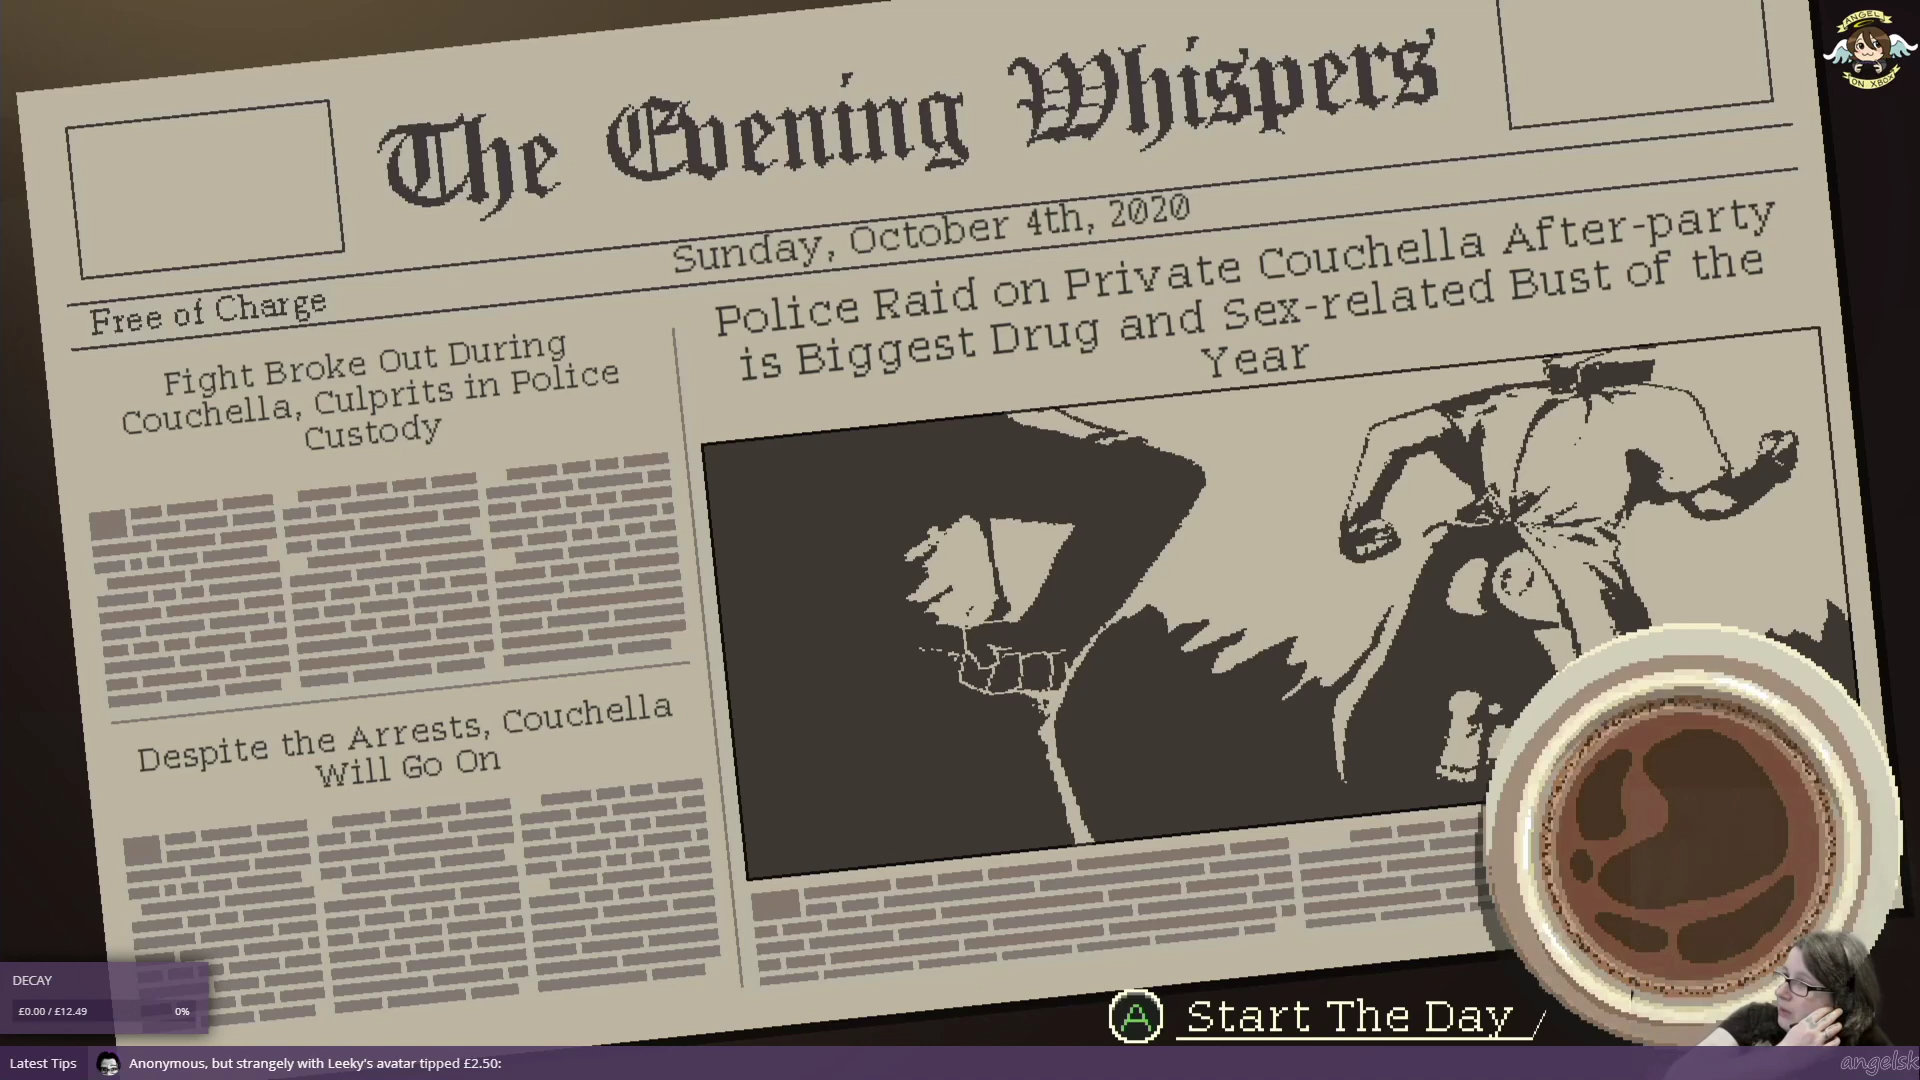 The Evening Whispers
Sunday, October 4th, 2020
Free of Charge
Fight Broke Out During
Couchella, Culprits in Police
Custody
Police Raid on Private Couchella After-party
is Biggest Drug and Sex-related Bust of the
Year
Despite the Arrests, Couchella
Will Go On
A Start The Day
ANGEL
ON XBOX
DECAY
£0.00 / £12.49 0%
Latest Tips Anonymous, but strangely with Leeky's avatar tipped £2.50:
angelsk